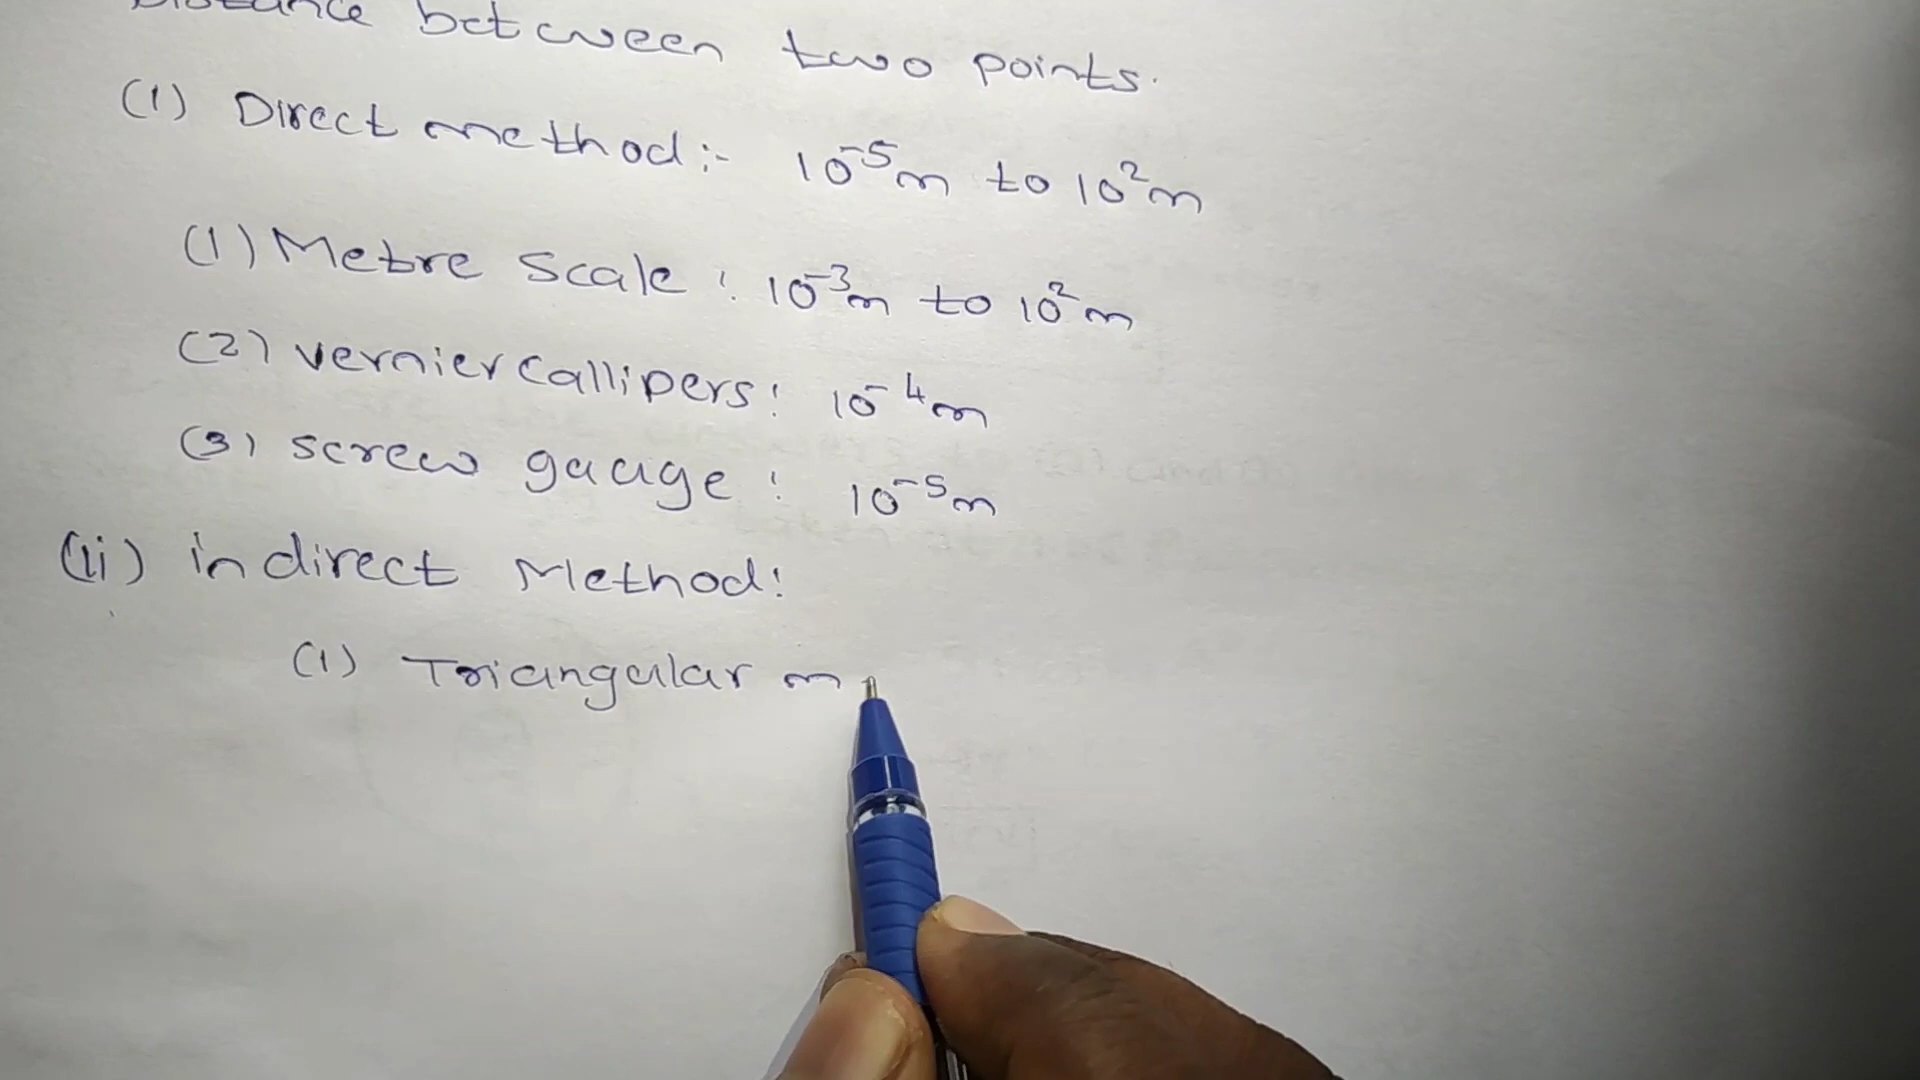 Distance between two points.
(1) Direct method :- 10⁻⁵m to 10²m
(1) Metre Scale : 10⁻³m to 10²m
(2) Vernier Callipers : 10⁻⁴m
(3) Screw gauge : 10⁻⁵m
(ii) indirect Method :
(1) Triangular m